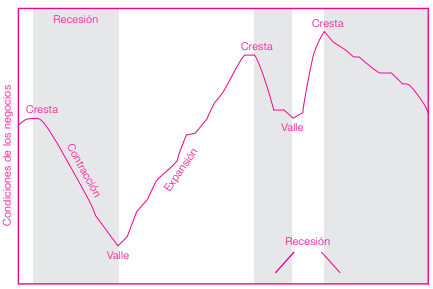 Recesión
Cresta
Cresta
Cresta
Contracción
Expansión
Valle
Valle
Recesión
Condiciones de los negocios